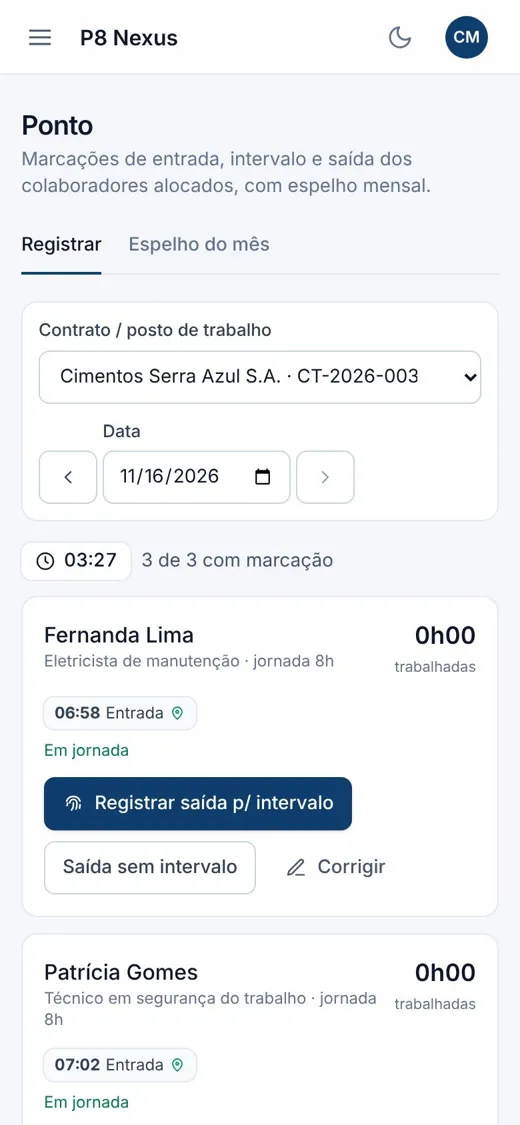 P8 Nexus
CM
Ponto
Marcações de entrada, intervalo e saída dos
colaboradores alocados, com espelho mensal.
Registrar
Espelho do mês
Contrato / posto de trabalho
Cimentos Serra Azul S.A. · CT-2026-003
Data
11/16/2026
03:27
3 de 3 com marcação
Fernanda Lima
0h00
Eletricista de manutenção · jornada 8h
trabalhadas
06:58 Entrada
Em jornada
Registrar saída p/ intervalo
Saída sem intervalo
Corrigir
Patrícia Gomes
0h00
Técnico em segurança do trabalho · jornada
8h
trabalhadas
07:02 Entrada
Em jornada